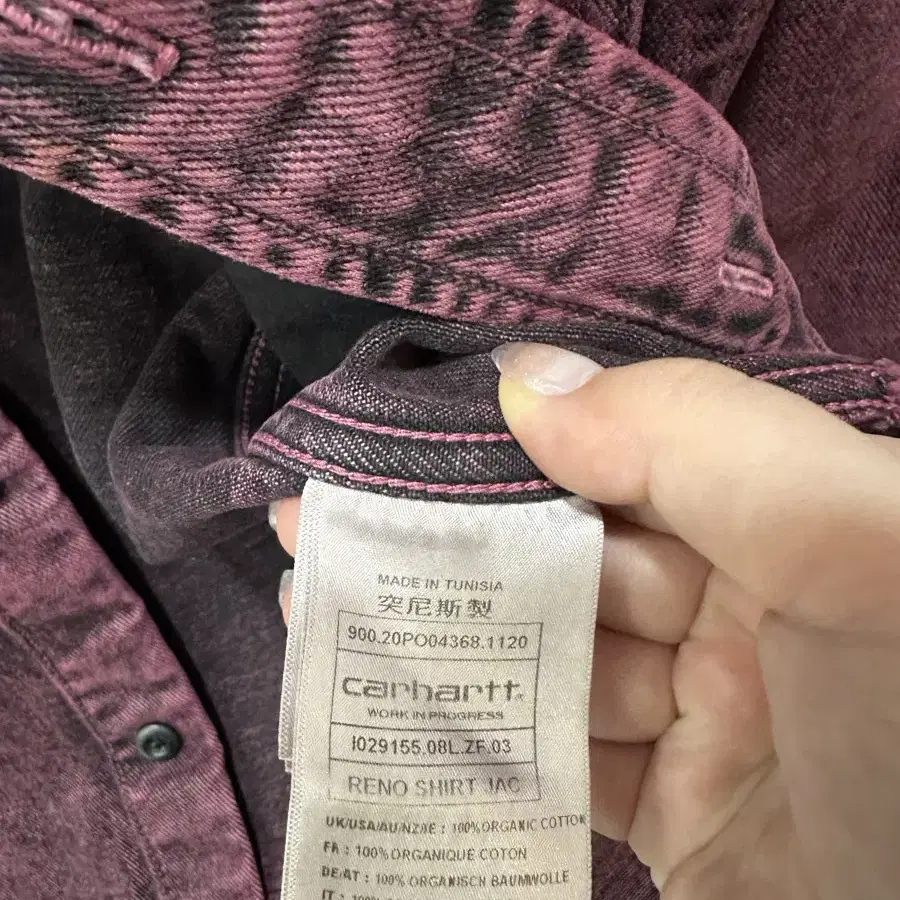 MADE IN TUNISIA
突尼斯製
900.20PO04368.1120
carhartt.
WORK IN PROGRESS
I029155.08L.ZF.03
RENO SHIRT JAC
UK/USA/AU/NZ/IE : 100% ORGANIC COTTON
FR : 100% ORGANIQUE COTON
DE/AT : 100% ORGANISCH BAUMWOLLE
IT : 100%